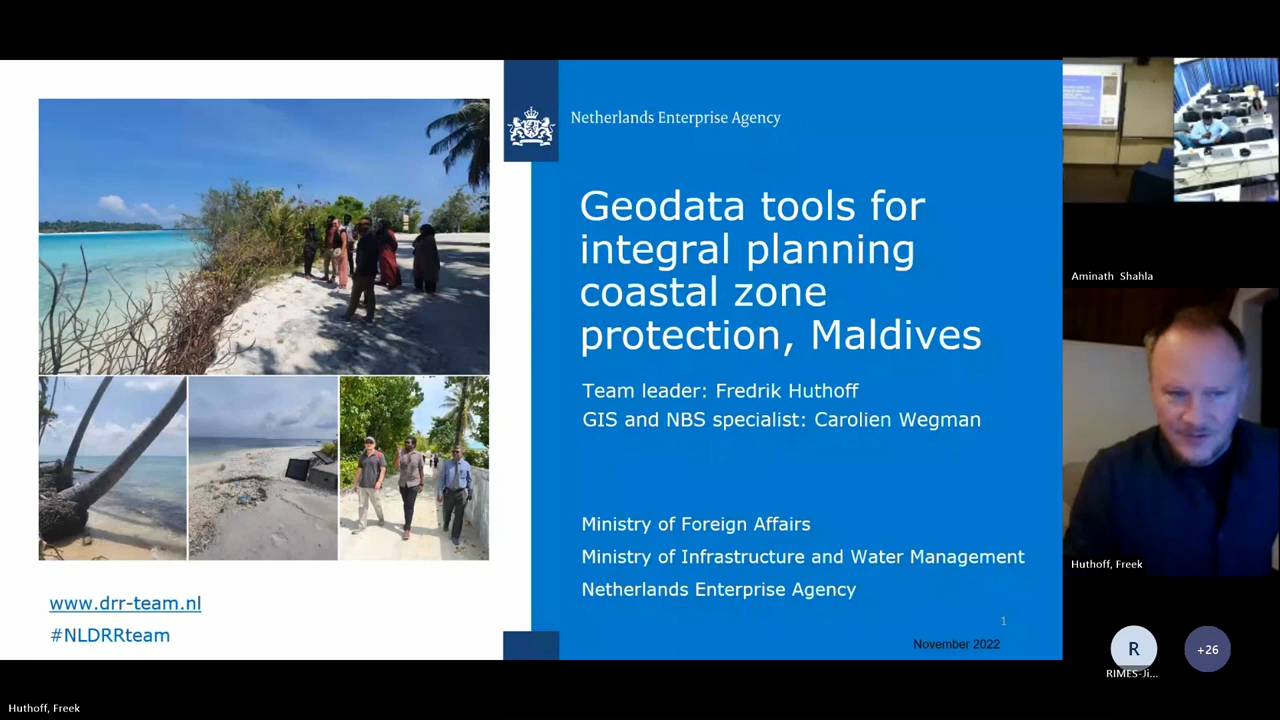 Netherlands Enterprise Agency
Geodata tools for
integral planning
coastal zone
protection, Maldives
Team leader: Fredrik Huthoff
GIS and NBS specialist: Carolien Wegman
Ministry of Foreign Affairs
Ministry of Infrastructure and Water Management
Netherlands Enterprise Agency
1
November 2022
www.drr-team.nl
#NLDRRteam
Aminath Shahla
Huthoff, Freek
R
RIMES-Ji...
+26
Huthoff, Freek